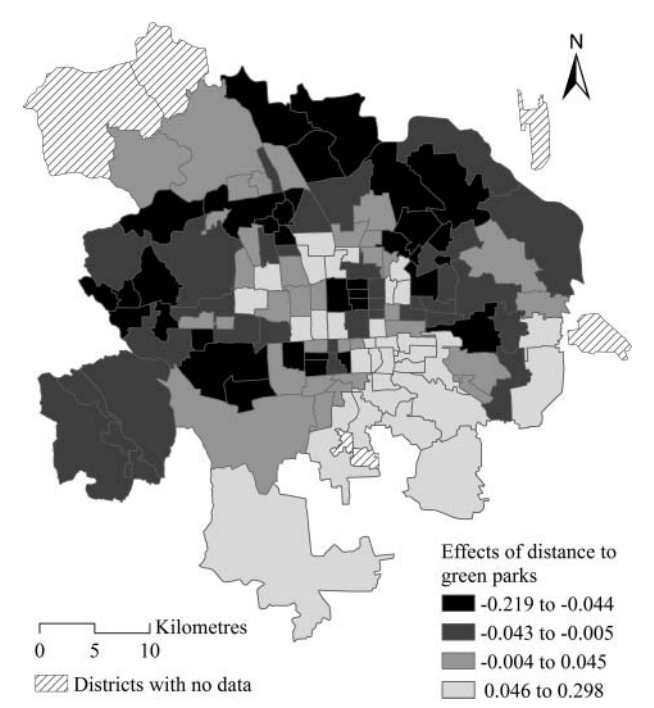 N
Effects of distance to
green parks
-0.219 to -0.044
-0.043 to -0.005
-0.004 to 0.045
0.046 to 0.298
Kilometres
0 5 10
Districts with no data